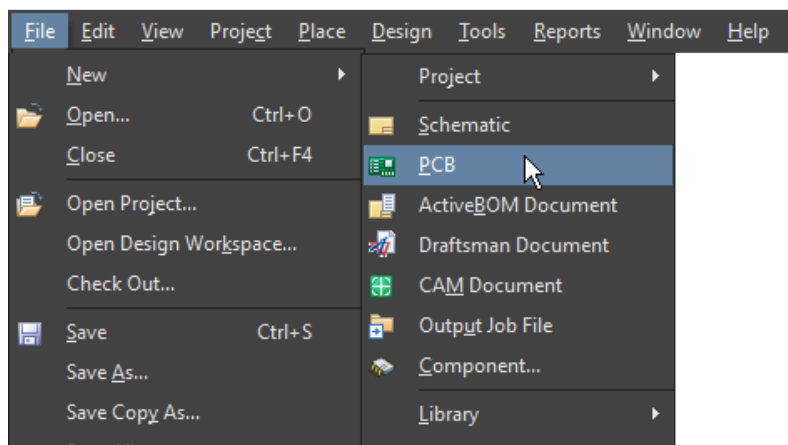 File Edit View Project Place Design Tools Reports Window Help
New
Open... Ctrl+O
Close Ctrl+F4
Open Project...
Open Design Workspace...
Check Out...
Save Ctrl+S
Save As...
Save Copy As...
Project
Schematic
PCB
ActiveBOM Document
Draftsman Document
CAM Document
Output Job File
Component...
Library